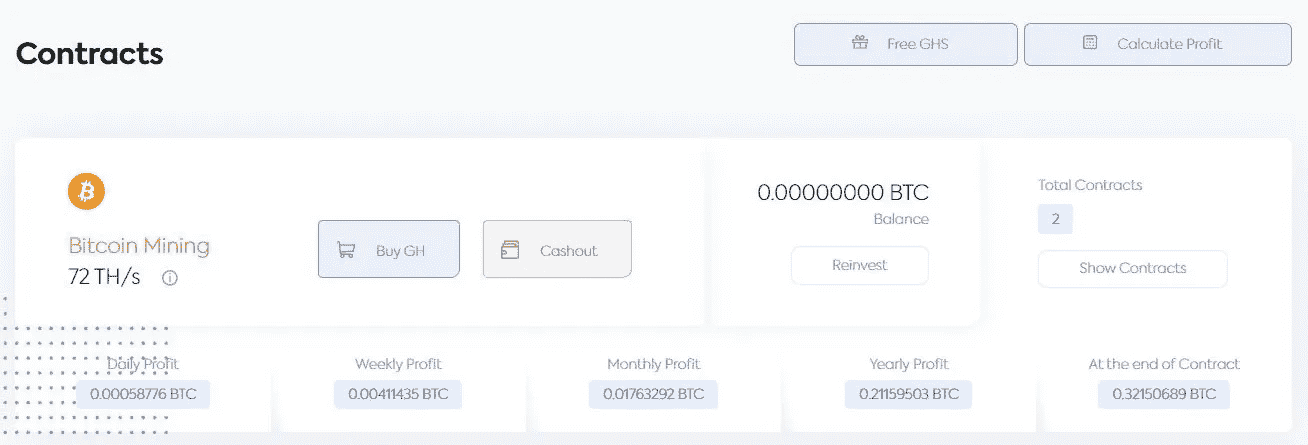 Contracts
Free GHS
Calculate Profit
Bitcoin Mining
72 TH/s
Buy GH
Cashout
0.00000000 BTC
Balance
Reinvest
Total Contracts
2
Show Contracts
Daily Profit
0.00058776 BTC
Weekly Profit
0.00411435 BTC
Monthly Profit
0.01763292 BTC
Yearly Profit
0.21159503 BTC
At the end of Contract
0.32150689 BTC